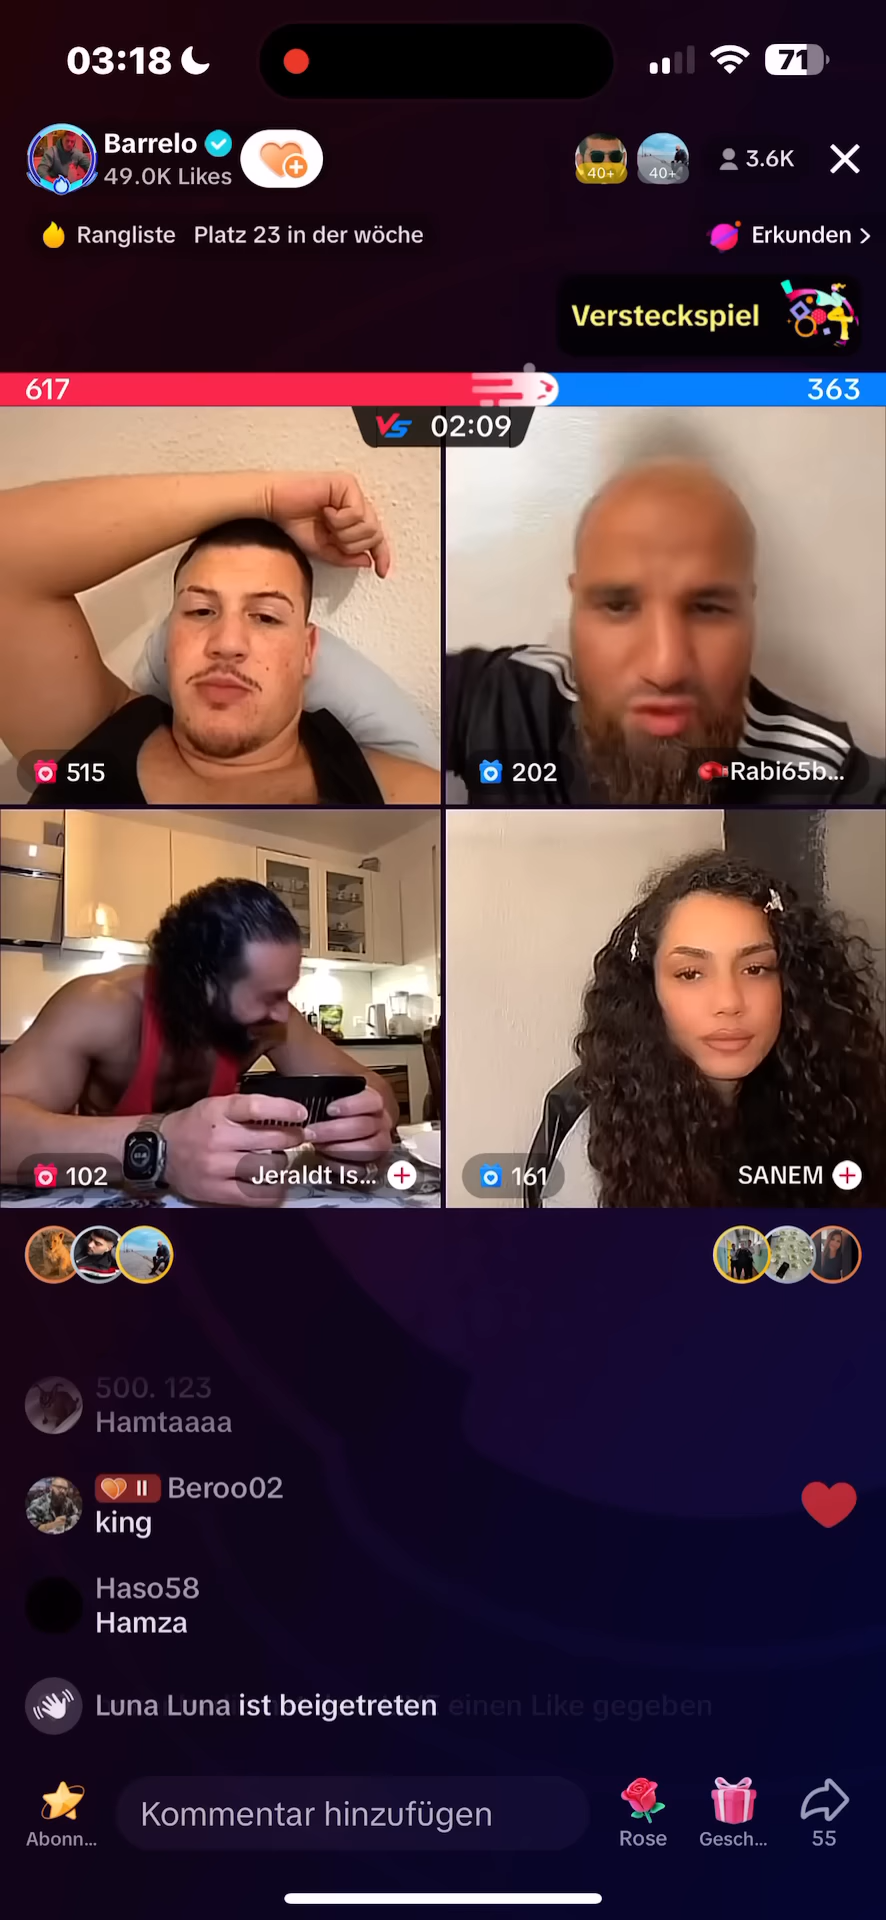 03:18
71
Barrelo
49.0K Likes
40+
40+
3.6K
Rangliste Platz 23 in der wöche
Erkunden >
Versteckspiel
617
363
VS 02:09
515
202
Rabi65b...
102
Jeraldt Is...
161
SANEM
500. 123
Hamtaaaa
II Beroo02
king
Haso58
Hamza
Luna Luna ist beigetreten
einen Like gegeben
Abonn...
Kommentar hinzufügen
Rose
Gesch...
55